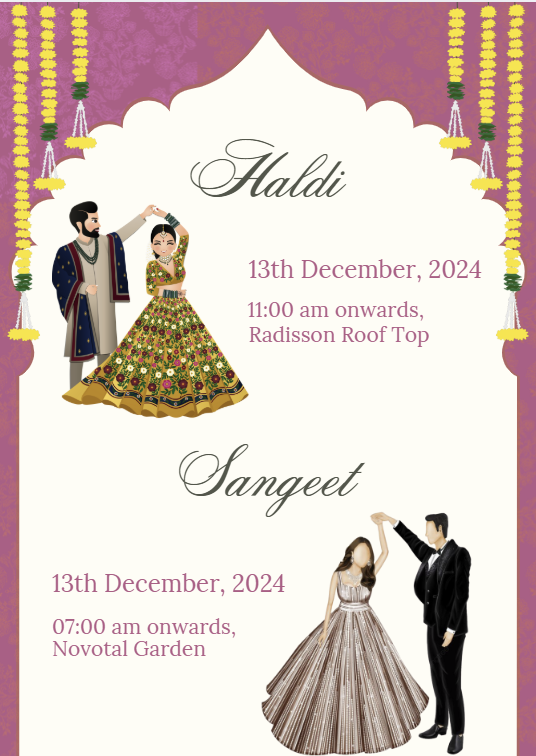 Haldi
13th December, 2024
11:00 am onwards,
Radisson Roof Top
Sangeet
13th December, 2024
07:00 am onwards,
Novotal Garden